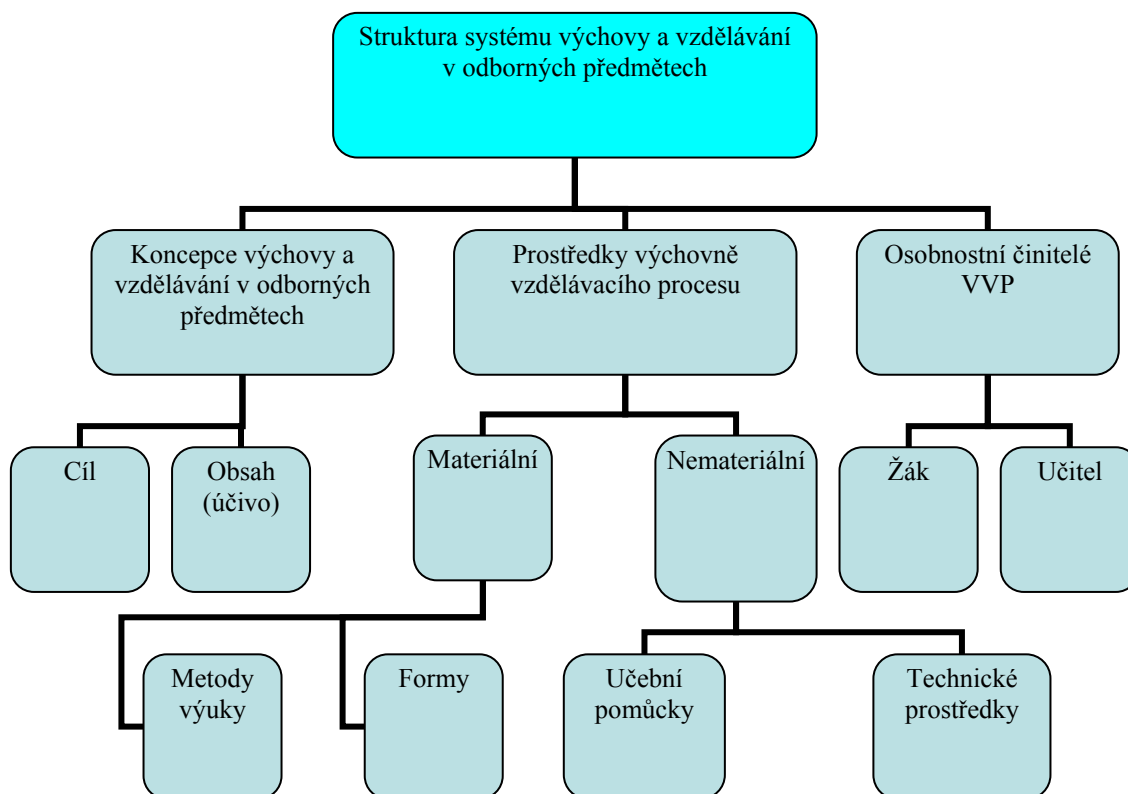 Struktura systému výchovy a vzdělávání
v odborných předmětech
Koncepce výchovy a
vzdělávání v odborných
předmětech
Prostředky výchovně
vzdělávacího procesu
Osobnostní činitelé
VVP
Cíl
Obsah
(účivo)
Materiální
Nemateriální
Žák
Učitel
Metody
výuky
Formy
Učební
pomůcky
Technické
prostředky